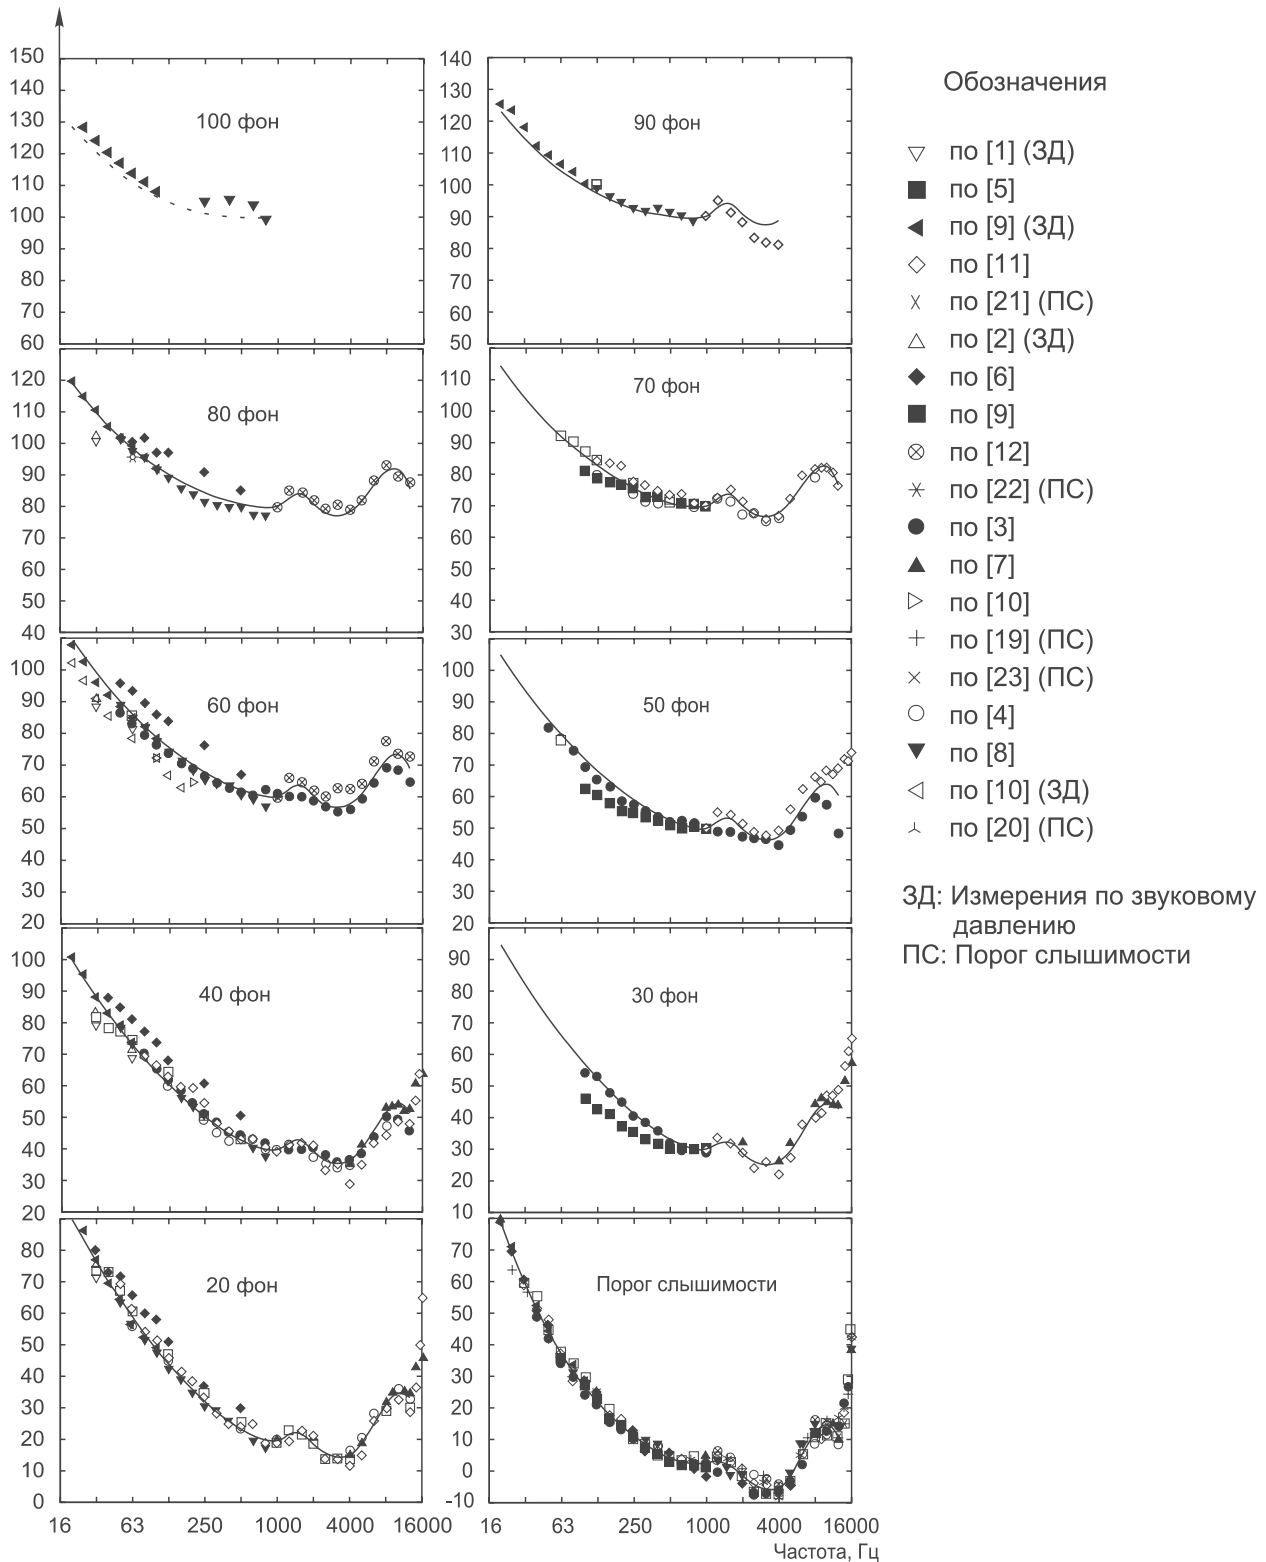 150
140
130
120
110
100
90
80
70
60
100 фон
140
130
120
110
100
90
80
70
60
50
90 фон
120
110
100
90
80
70
60
50
40
80 фон
110
100
90
80
70
60
50
40
30
70 фон
100
90
80
70
60
50
40
30
20
60 фон
100
90
80
70
60
50
40
30
20
50 фон
100
90
80
70
60
50
40
30
20
40 фон
90
80
70
60
50
40
30
20
10
30 фон
80
70
60
50
40
30
20
10
0
20 фон
70
60
50
40
30
20
10
0
-10
Порог слышимости
16 63 250 1000 4000 16000
16 63 250 1000 4000 16000
Частота, Гц
Обозначения
по [1] (ЗД)
по [5]
по [9] (ЗД)
по [11]
по [21] (ПС)
по [2] (ЗД)
по [6]
по [9]
по [12]
по [22] (ПС)
по [3]
по [7]
по [10]
по [19] (ПС)
по [23] (ПС)
по [4]
по [8]
по [10] (ЗД)
по [20] (ПС)
ЗД: Измерения по звуковому
давлению
ПС: Порог слышимости